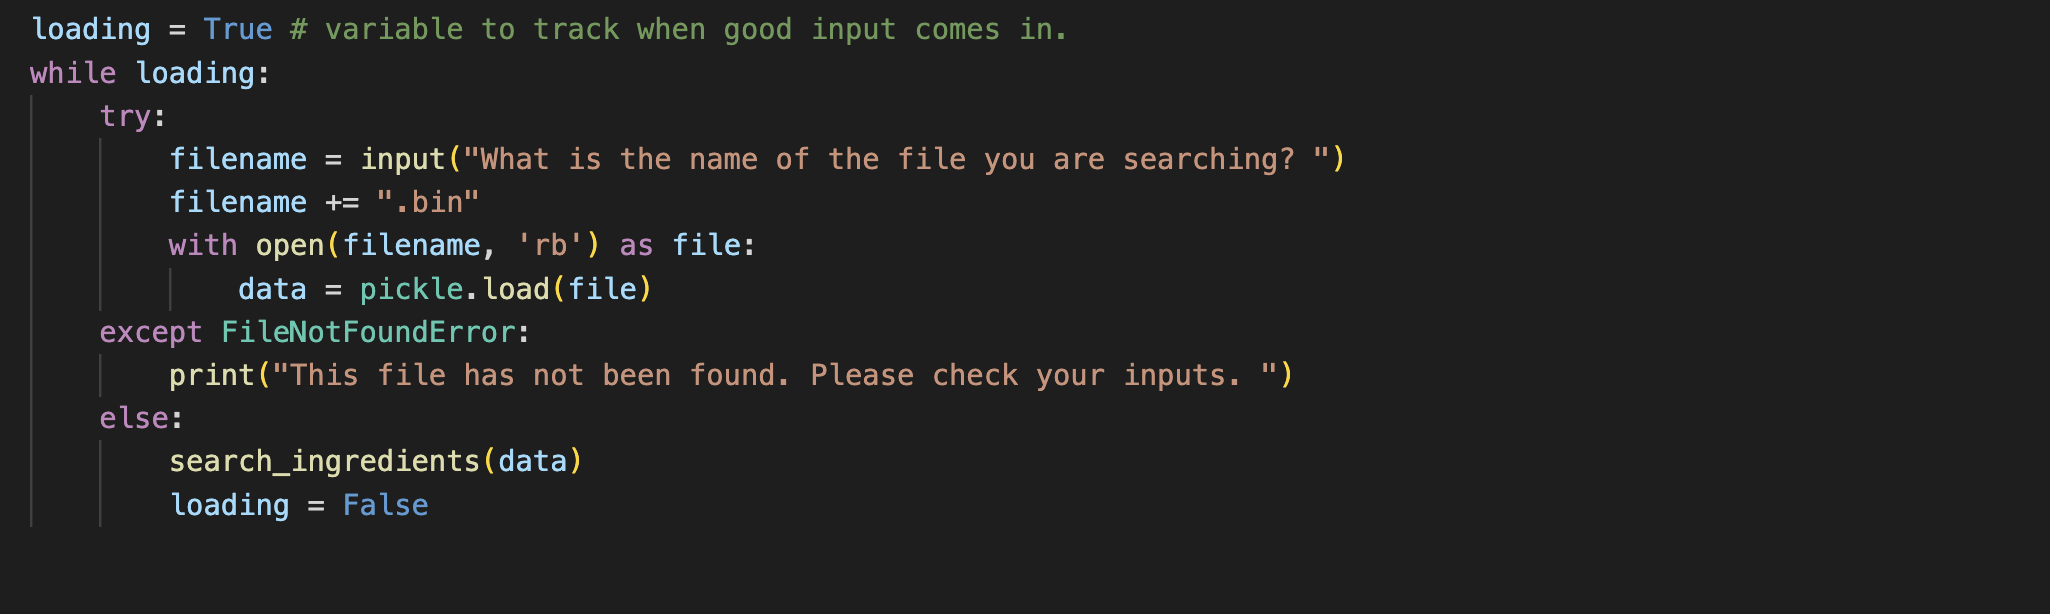 loading = True # variable to track when good input comes in.
while loading:
    try:
        filename = input("What is the name of the file you are searching? ")
        filename += ".bin"
        with open(filename, 'rb') as file:
            data = pickle.load(file)
    except FileNotFoundError:
        print("This file has not been found. Please check your inputs. ")
    else:
        search_ingredients(data)
        loading = False